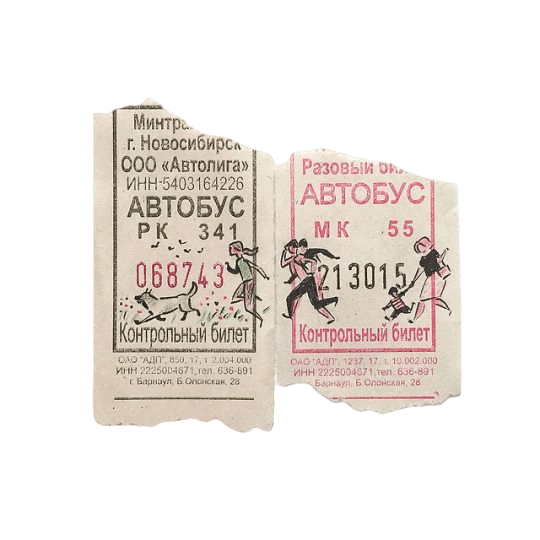 Минтра
г. Новосибирск
ООО «Автолига»
ИНН-5403164226
АВТОБУС
РК 341
068743
Контрольный билет
ОАО "АДП", 850, 17, т 2.004.000
ИНН 2225004671,тел. 636-891
г. Барнаул, Б.Олонская, 28
Разовый бил
АВТОБУС
МК 55
213015
Контрольный билет
ОАО "АДП", 1237, 17, т. 10.002.000
ИНН 2225004671,тел. 636-891
г. Барнаул, Б.Олонская, 28